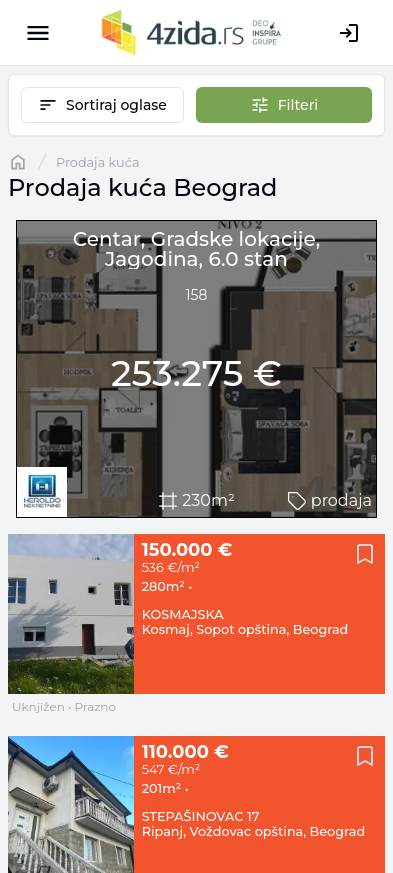 4zida.rs
DEO
INSPIRA
GRUPE
Sortiraj oglase
Filteri
Prodaja kuća
Prodaja kuća Beograd
NIVO 2
Centar, Gradske lokacije,
Jagodina, 6.0 stan
158
SPAVAĆA SOBA
HODNIK
253.275 €
TOALET
SPAVAĆA SOBA
TRPEZARIJA
KUHINJA
HEROLDO
NEKRETNINE
230m²
prodaja
150.000 €
536 €/m²
280m² •
KOSMAJSKA
Kosmaj, Sopot opština, Beograd
Uknjižen • Prazno
110.000 €
547 €/m²
201m² •
STEPAŠINOVAC 17
Ripanj, Voždovac opština, Beograd